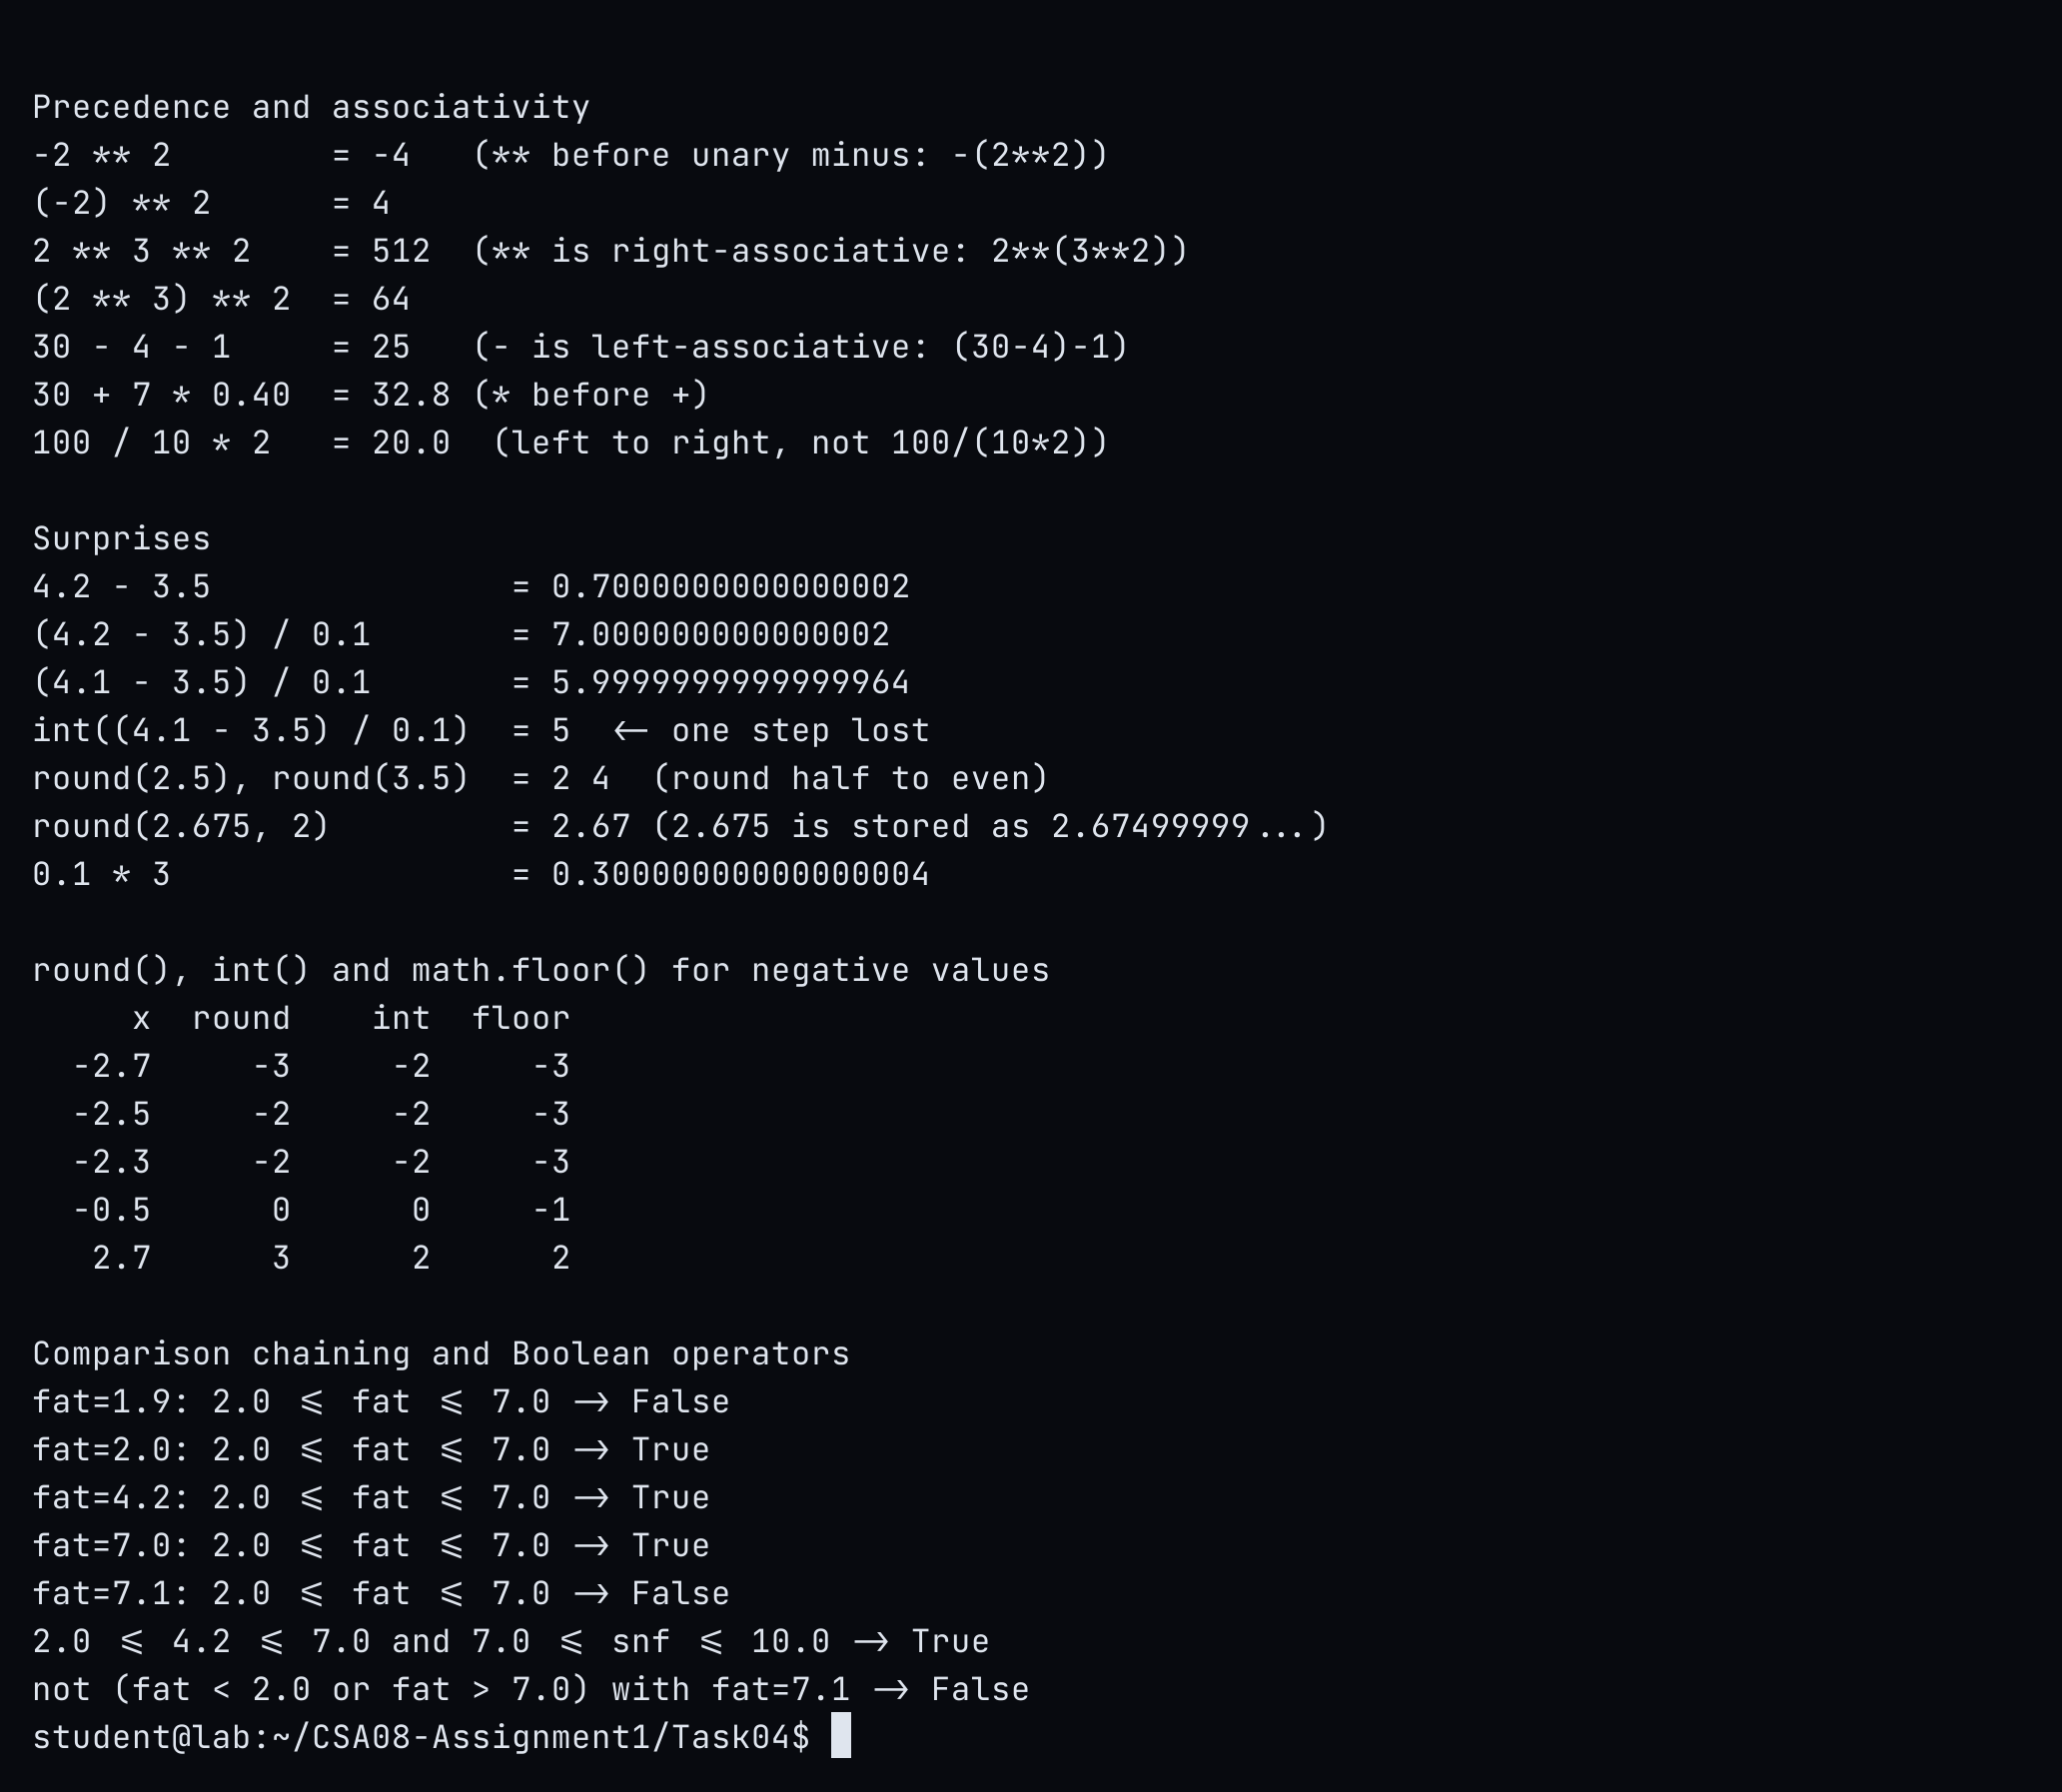 Precedence and associativity
-2 ** 2        = -4   (** before unary minus: -(2**2))
(-2) ** 2      = 4
2 ** 3 ** 2    = 512  (** is right-associative: 2**(3**2))
(2 ** 3) ** 2  = 64
30 - 4 - 1     = 25   (- is left-associative: (30-4)-1)
30 + 7 * 0.40  = 32.8 (* before +)
100 / 10 * 2   = 20.0  (left to right, not 100/(10*2))

Surprises
4.2 - 3.5               = 0.7000000000000002
(4.2 - 3.5) / 0.1       = 7.000000000000002
(4.1 - 3.5) / 0.1       = 5.9999999999999964
int((4.1 - 3.5) / 0.1)  = 5  <- one step lost
round(2.5), round(3.5)  = 2 4  (round half to even)
round(2.675, 2)         = 2.67 (2.675 is stored as 2.67499999...)
0.1 * 3                 = 0.30000000000000004

round(), int() and math.floor() for negative values
     x  round    int  floor
  -2.7     -3     -2     -3
  -2.5     -2     -2     -3
  -2.3     -2     -2     -3
  -0.5      0      0     -1
   2.7      3      2      2

Comparison chaining and Boolean operators
fat=1.9: 2.0 <= fat <= 7.0 -> False
fat=2.0: 2.0 <= fat <= 7.0 -> True
fat=4.2: 2.0 <= fat <= 7.0 -> True
fat=7.0: 2.0 <= fat <= 7.0 -> True
fat=7.1: 2.0 <= fat <= 7.0 -> False
2.0 <= 4.2 <= 7.0 and 7.0 <= snf <= 10.0 -> True
not (fat < 2.0 or fat > 7.0) with fat=7.1 -> False
student@lab:~/CSA08-Assignment1/Task04$